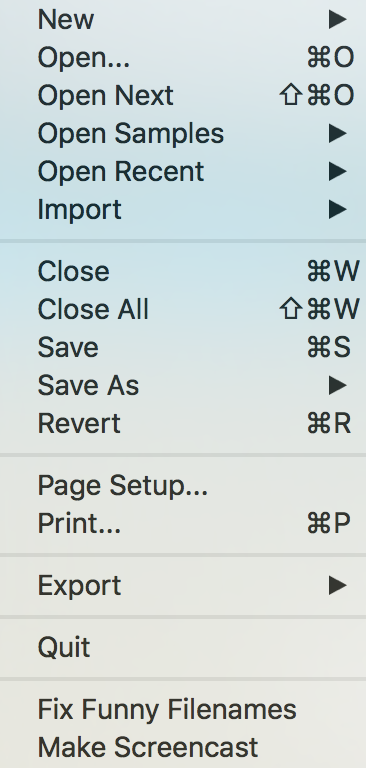 New ▶
Open... ⌘O
Open Next ⇧⌘O
Open Samples ▶
Open Recent ▶
Import ▶
Close ⌘W
Close All ⇧⌘W
Save ⌘S
Save As ▶
Revert ⌘R
Page Setup...
Print... ⌘P
Export ▶
Quit
Fix Funny Filenames
Make Screencast